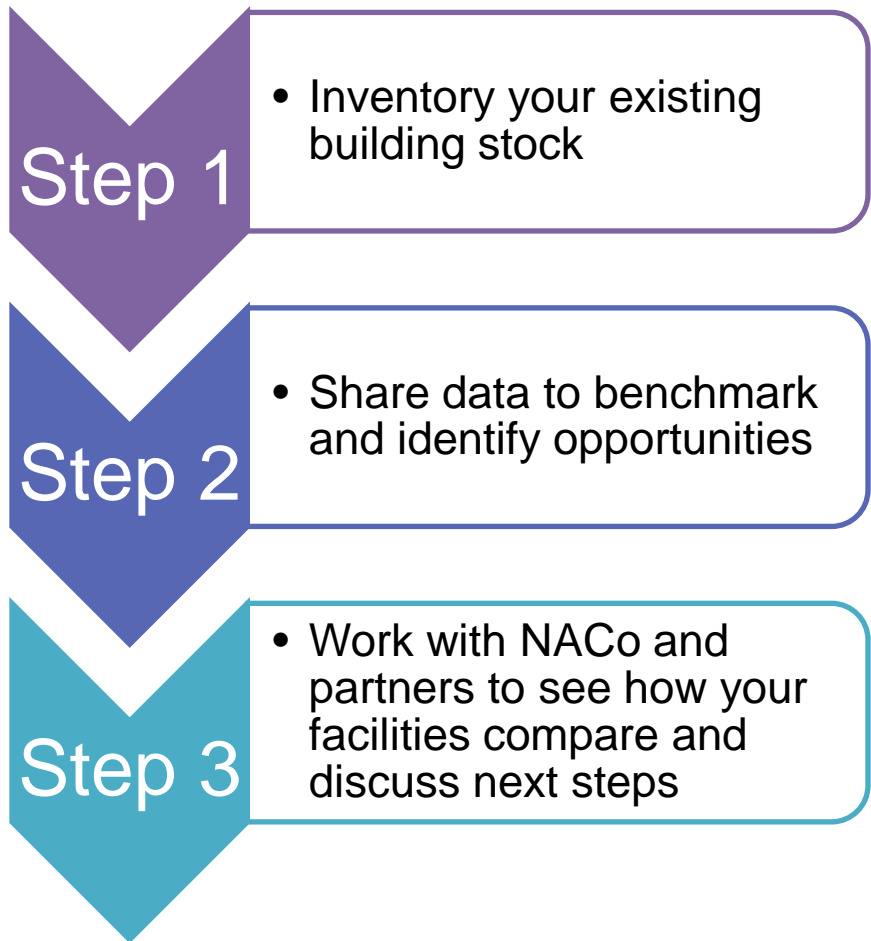 Step 1
• Inventory your existing
building stock
Step 2
• Share data to benchmark
and identify opportunities
Step 3
• Work with NACo and
partners to see how your
facilities compare and
discuss next steps